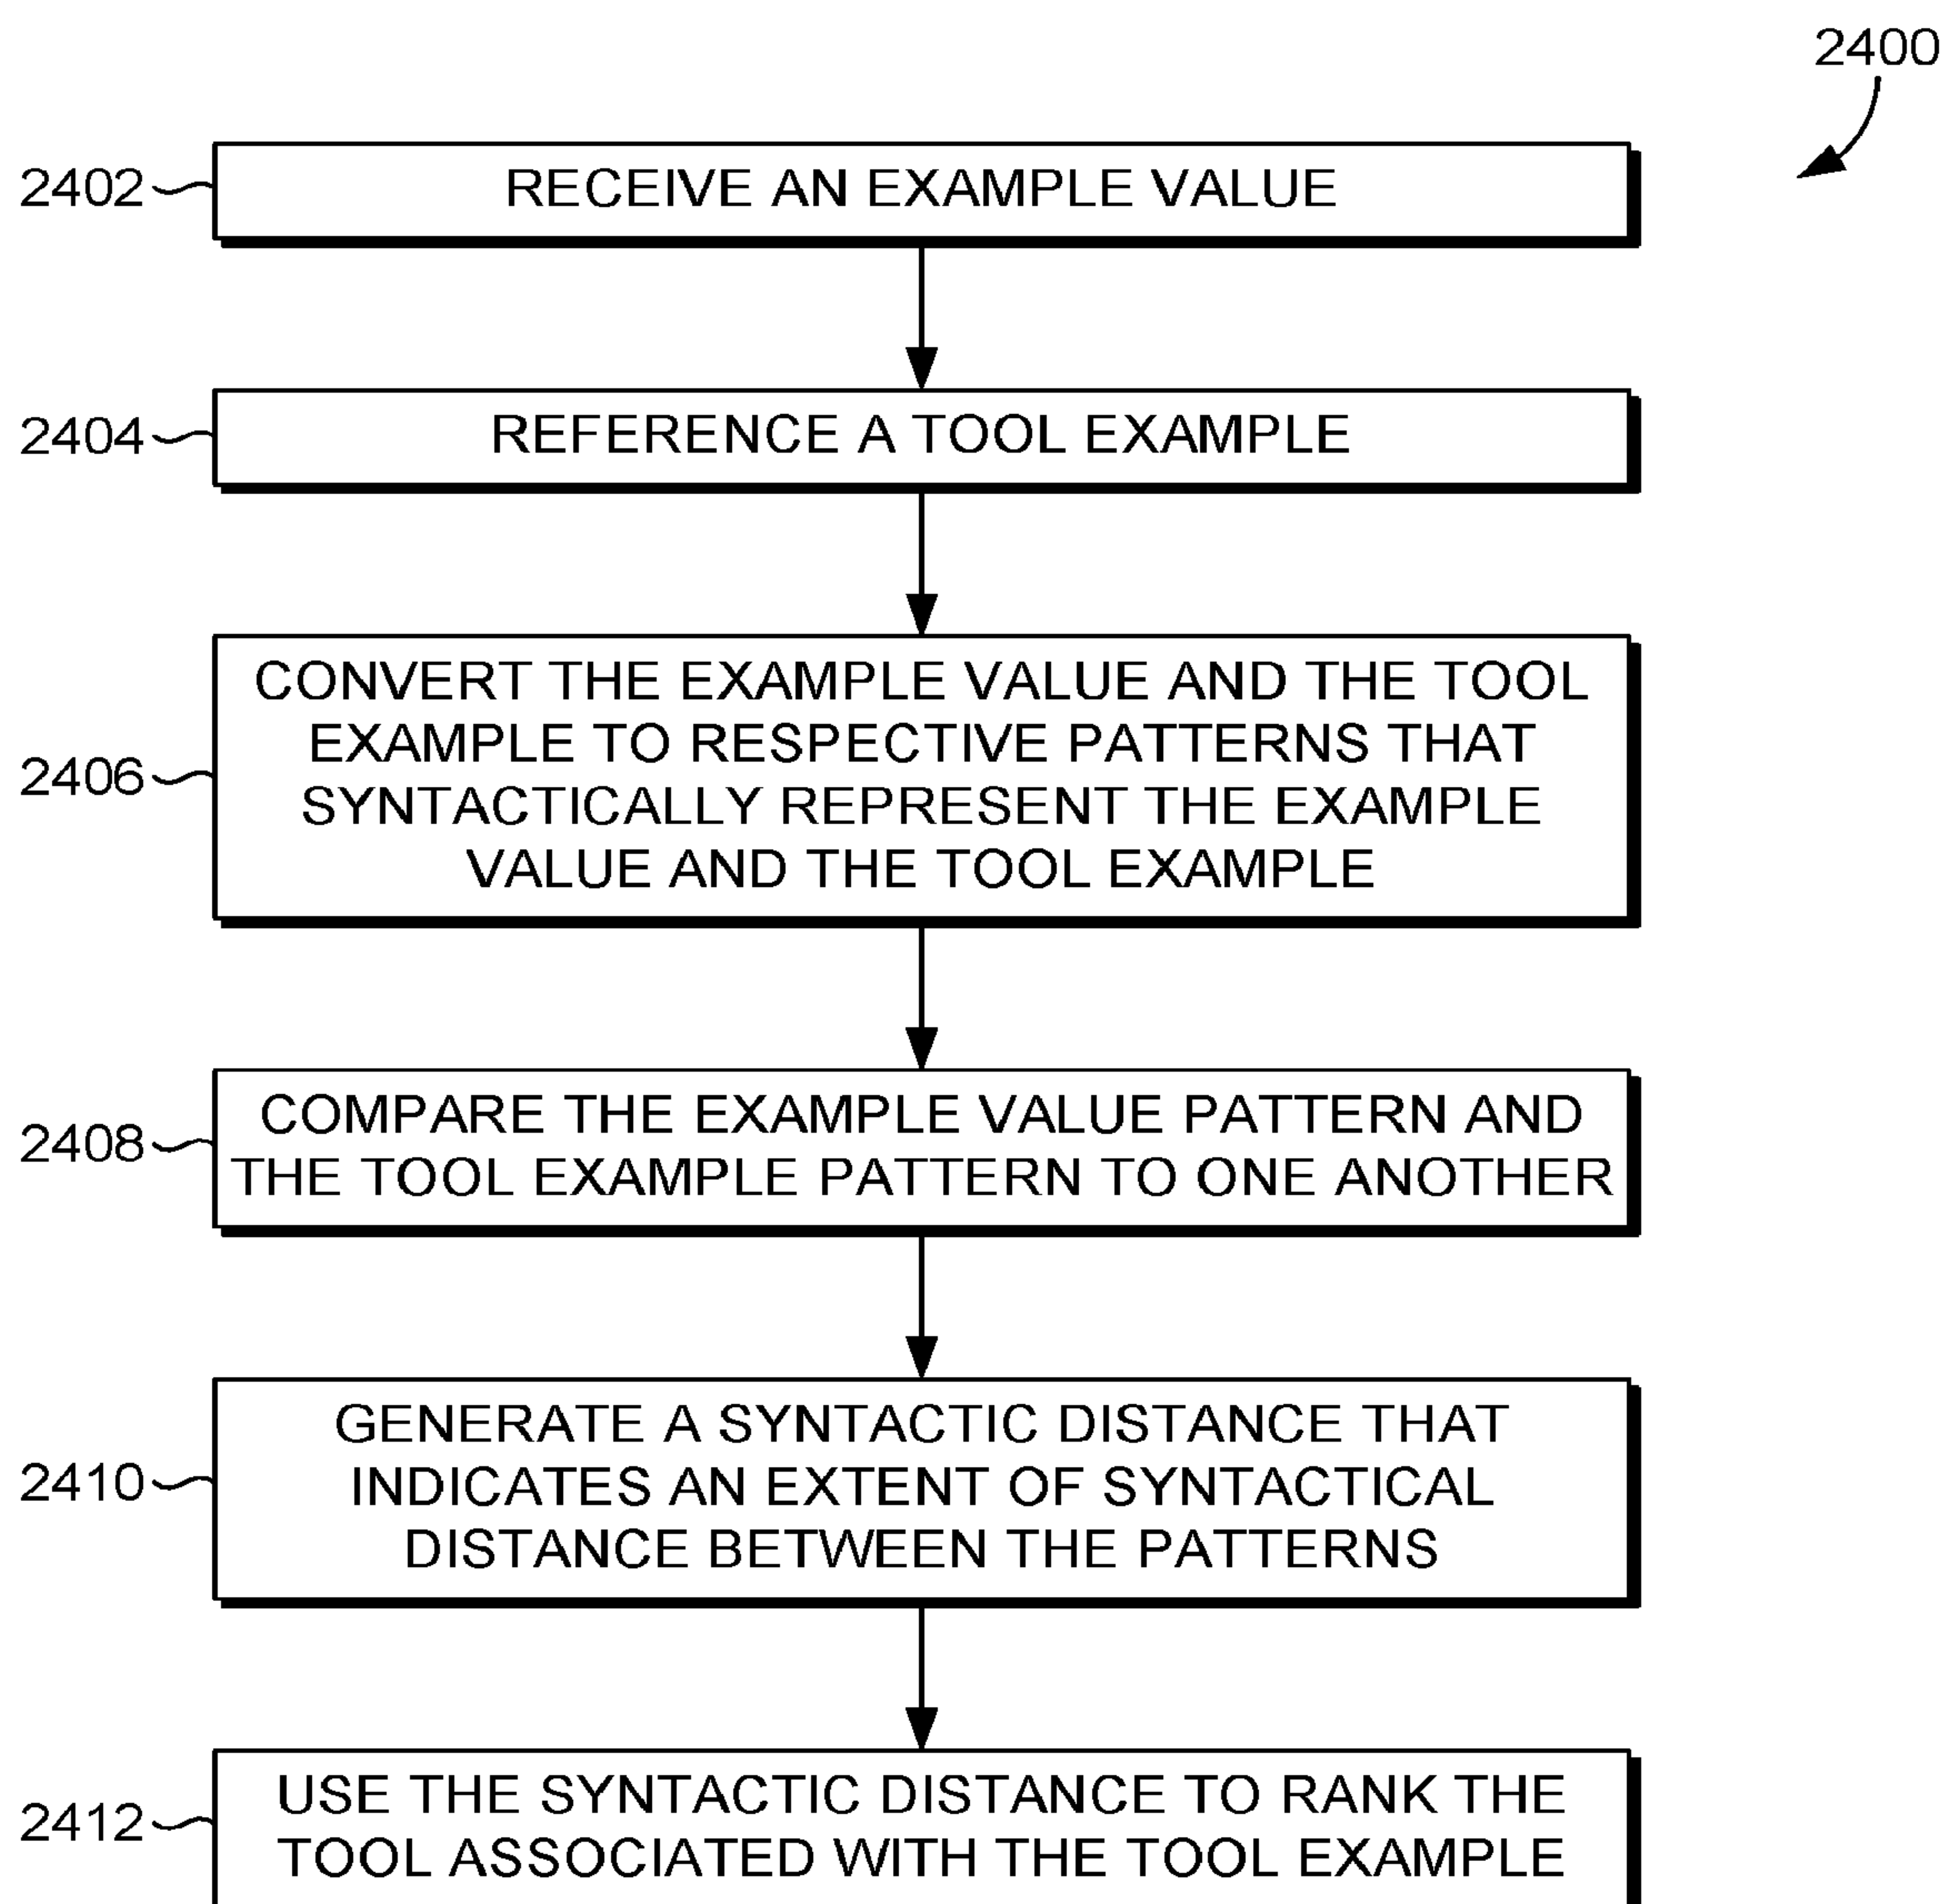 2400
2402
RECEIVE AN EXAMPLE VALUE
2404
REFERENCE A TOOL EXAMPLE
2406
CONVERT THE EXAMPLE VALUE AND THE TOOL
EXAMPLE TO RESPECTIVE PATTERNS THAT
SYNTACTICALLY REPRESENT THE EXAMPLE
VALUE AND THE TOOL EXAMPLE
2408
COMPARE THE EXAMPLE VALUE PATTERN AND
THE TOOL EXAMPLE PATTERN TO ONE ANOTHER
2410
GENERATE A SYNTACTIC DISTANCE THAT
INDICATES AN EXTENT OF SYNTACTICAL
DISTANCE BETWEEN THE PATTERNS
2412
USE THE SYNTACTIC DISTANCE TO RANK THE
TOOL ASSOCIATED WITH THE TOOL EXAMPLE